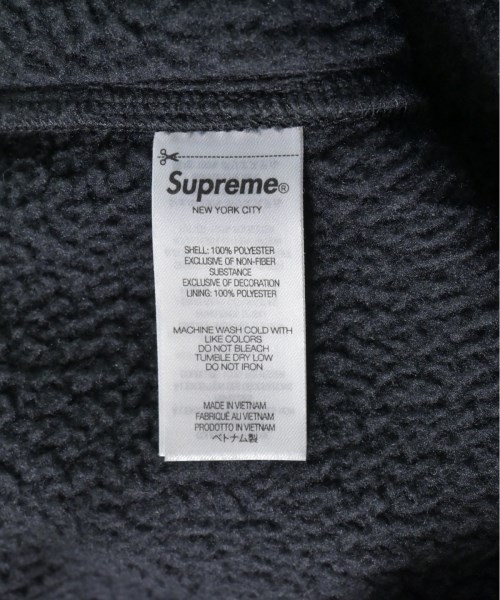 Supreme®
NEW YORK CITY
SHELL: 100% POLYESTER
EXCLUSIVE OF NON-FIBER
SUBSTANCE
EXCLUSIVE OF DECORATION
LINING: 100% POLYESTER
MACHINE WASH COLD WITH
LIKE COLORS
DO NOT BLEACH
TUMBLE DRY LOW
DO NOT IRON
MADE IN VIETNAM
FABRIQUÉ AU VIETNAM
PRODOTTO IN VIETNAM
ベトナム製